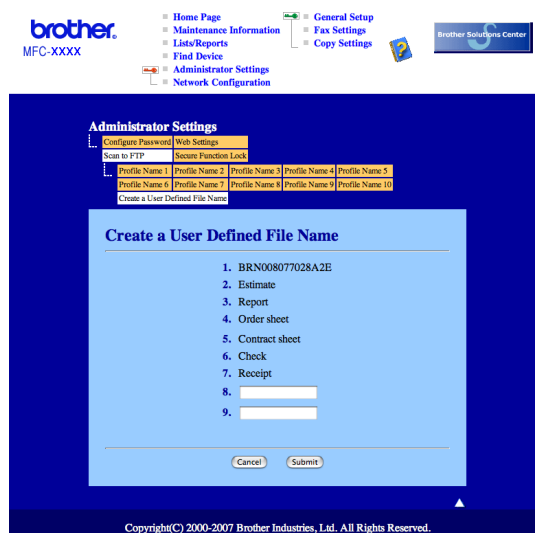 brother®
MFC-XXXX
Home Page
Maintenance Information
Lists/Reports
Find Device
Administrator Settings
Network Configuration
General Setup
Fax Settings
Copy Settings
?
Brother Solutions Center
Administrator Settings
Configure Password Web Settings
Scan to FTP Secure Function Lock
Profile Name 1 Profile Name 2 Profile Name 3 Profile Name 4 Profile Name 5
Profile Name 6 Profile Name 7 Profile Name 8 Profile Name 9 Profile Name 10
Create a User Defined File Name
Create a User Defined File Name
1. BRN008077028A2E
2. Estimate
3. Report
4. Order sheet
5. Contract sheet
6. Check
7. Receipt
8.
9.
Cancel Submit
Copyright(C) 2000-2007 Brother Industries, Ltd. All Rights Reserved.